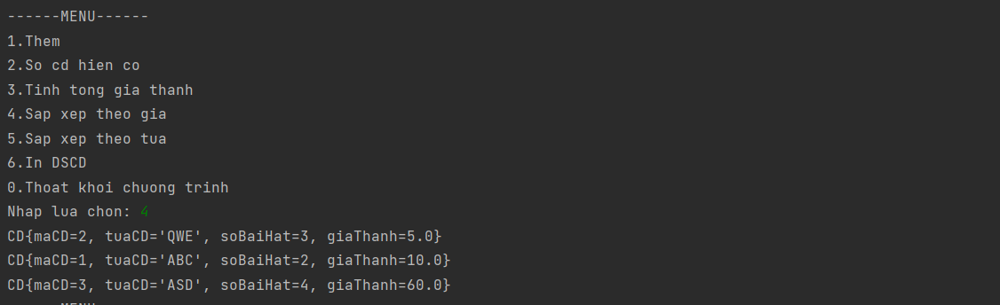 ------MENU------
1.Them
2.So cd hien co
3.Tinh tong gia thanh
4.Sap xep theo gia
5.Sap xep theo tua
6.In DSCD
0.Thoat khoi chuong trinh
Nhap lua chon: 4
CD{maCD=2, tuaCD='QWE', soBaiHat=3, giaThanh=5.0}
CD{maCD=1, tuaCD='ABC', soBaiHat=2, giaThanh=10.0}
CD{maCD=3, tuaCD='ASD', soBaiHat=4, giaThanh=60.0}